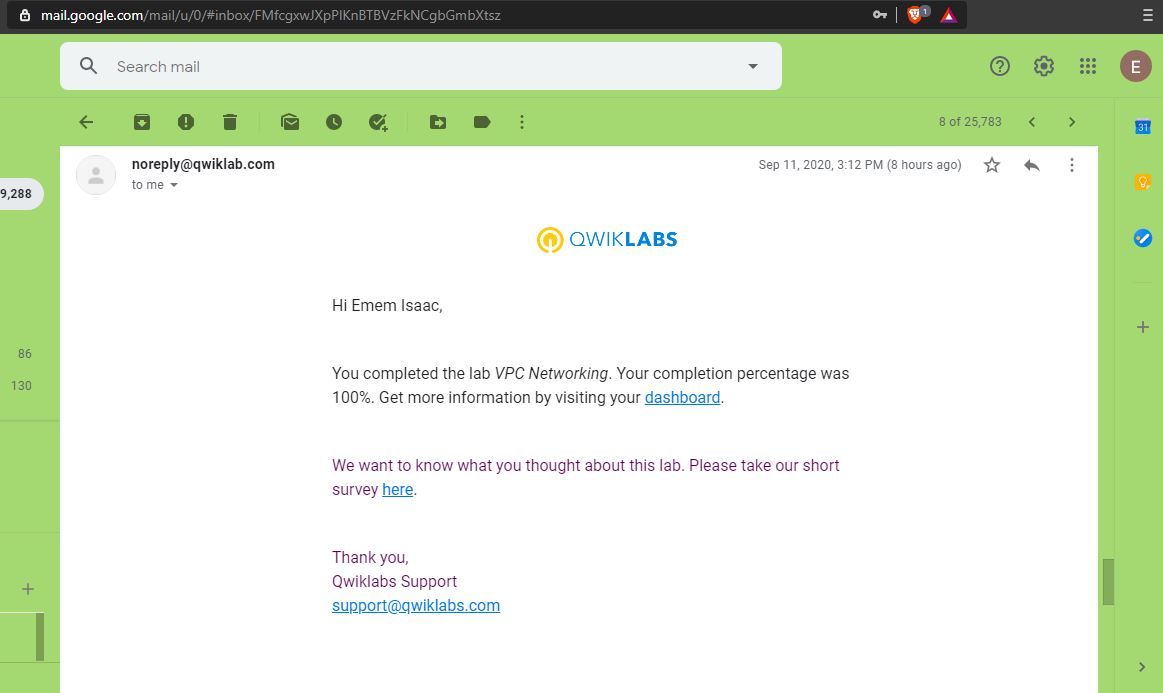 mail.google.com/mail/u/0/#inbox/FMfcgxwJXpPlKnBTBVzFkNCgbGmbXtsz
1
Search mail
E
8 of 25,783
31
noreply@qwiklab.com
Sep 11, 2020, 3:12 PM (8 hours ago)
to me
9,288
QWIKLABS
Hi Emem Isaac,
86
You completed the lab VPC Networking. Your completion percentage was
130
100%. Get more information by visiting your dashboard.
We want to know what you thought about this lab. Please take our short
survey here.
Thank you,
Qwiklabs Support
support@qwiklabs.com